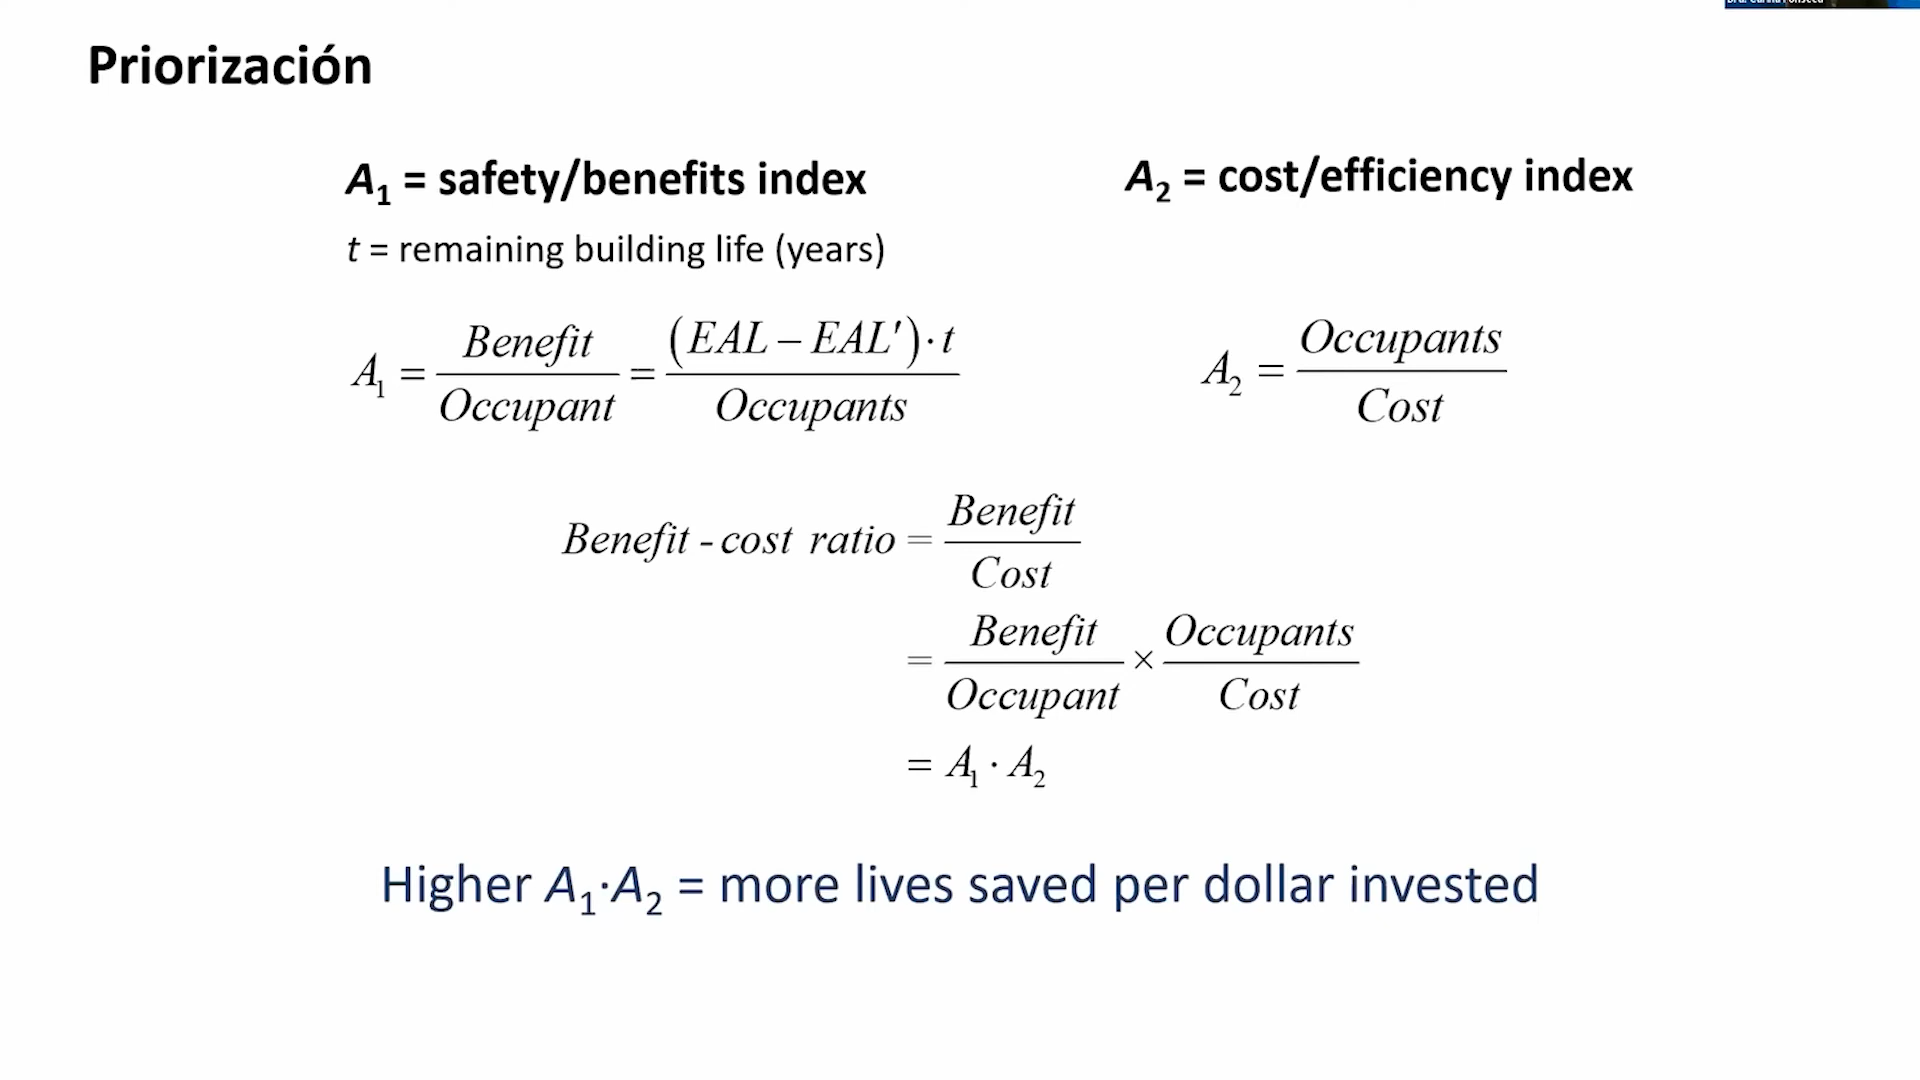 Priorización
A₁ = safety/benefits index
t = remaining building life (years)
A₁ = Benefit / Occupant = (EAL – EAL′) · t / Occupants
A₂ = cost/efficiency index
A₂ = Occupants / Cost
Benefit - cost ratio = Benefit / Cost
= Benefit / Occupant × Occupants / Cost
= A₁ · A₂
Higher A₁·A₂ = more lives saved per dollar invested